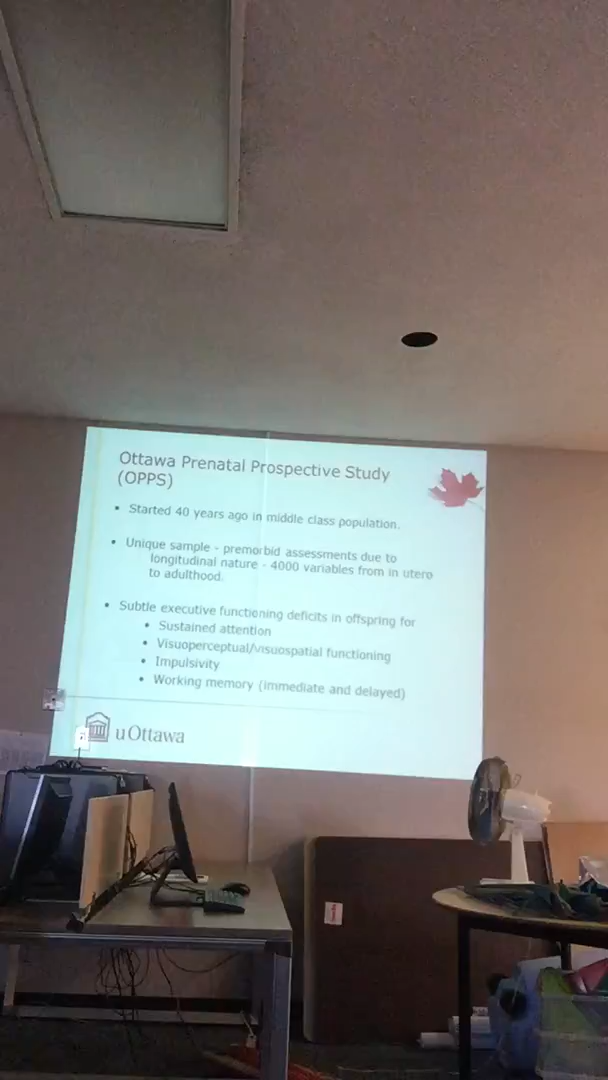 Ottawa Prenatal Prospective Study
(OPPS)
• Started 40 years ago in middle class population.
• Unique sample - premorbid assessments due to
longitudinal nature - 4000 variables from in utero
to adulthood.
• Subtle executive functioning deficits in offspring for
• Sustained attention
• Visuoperceptual/visuospatial functioning
• Impulsivity
• Working memory (immediate and delayed)
uOttawa